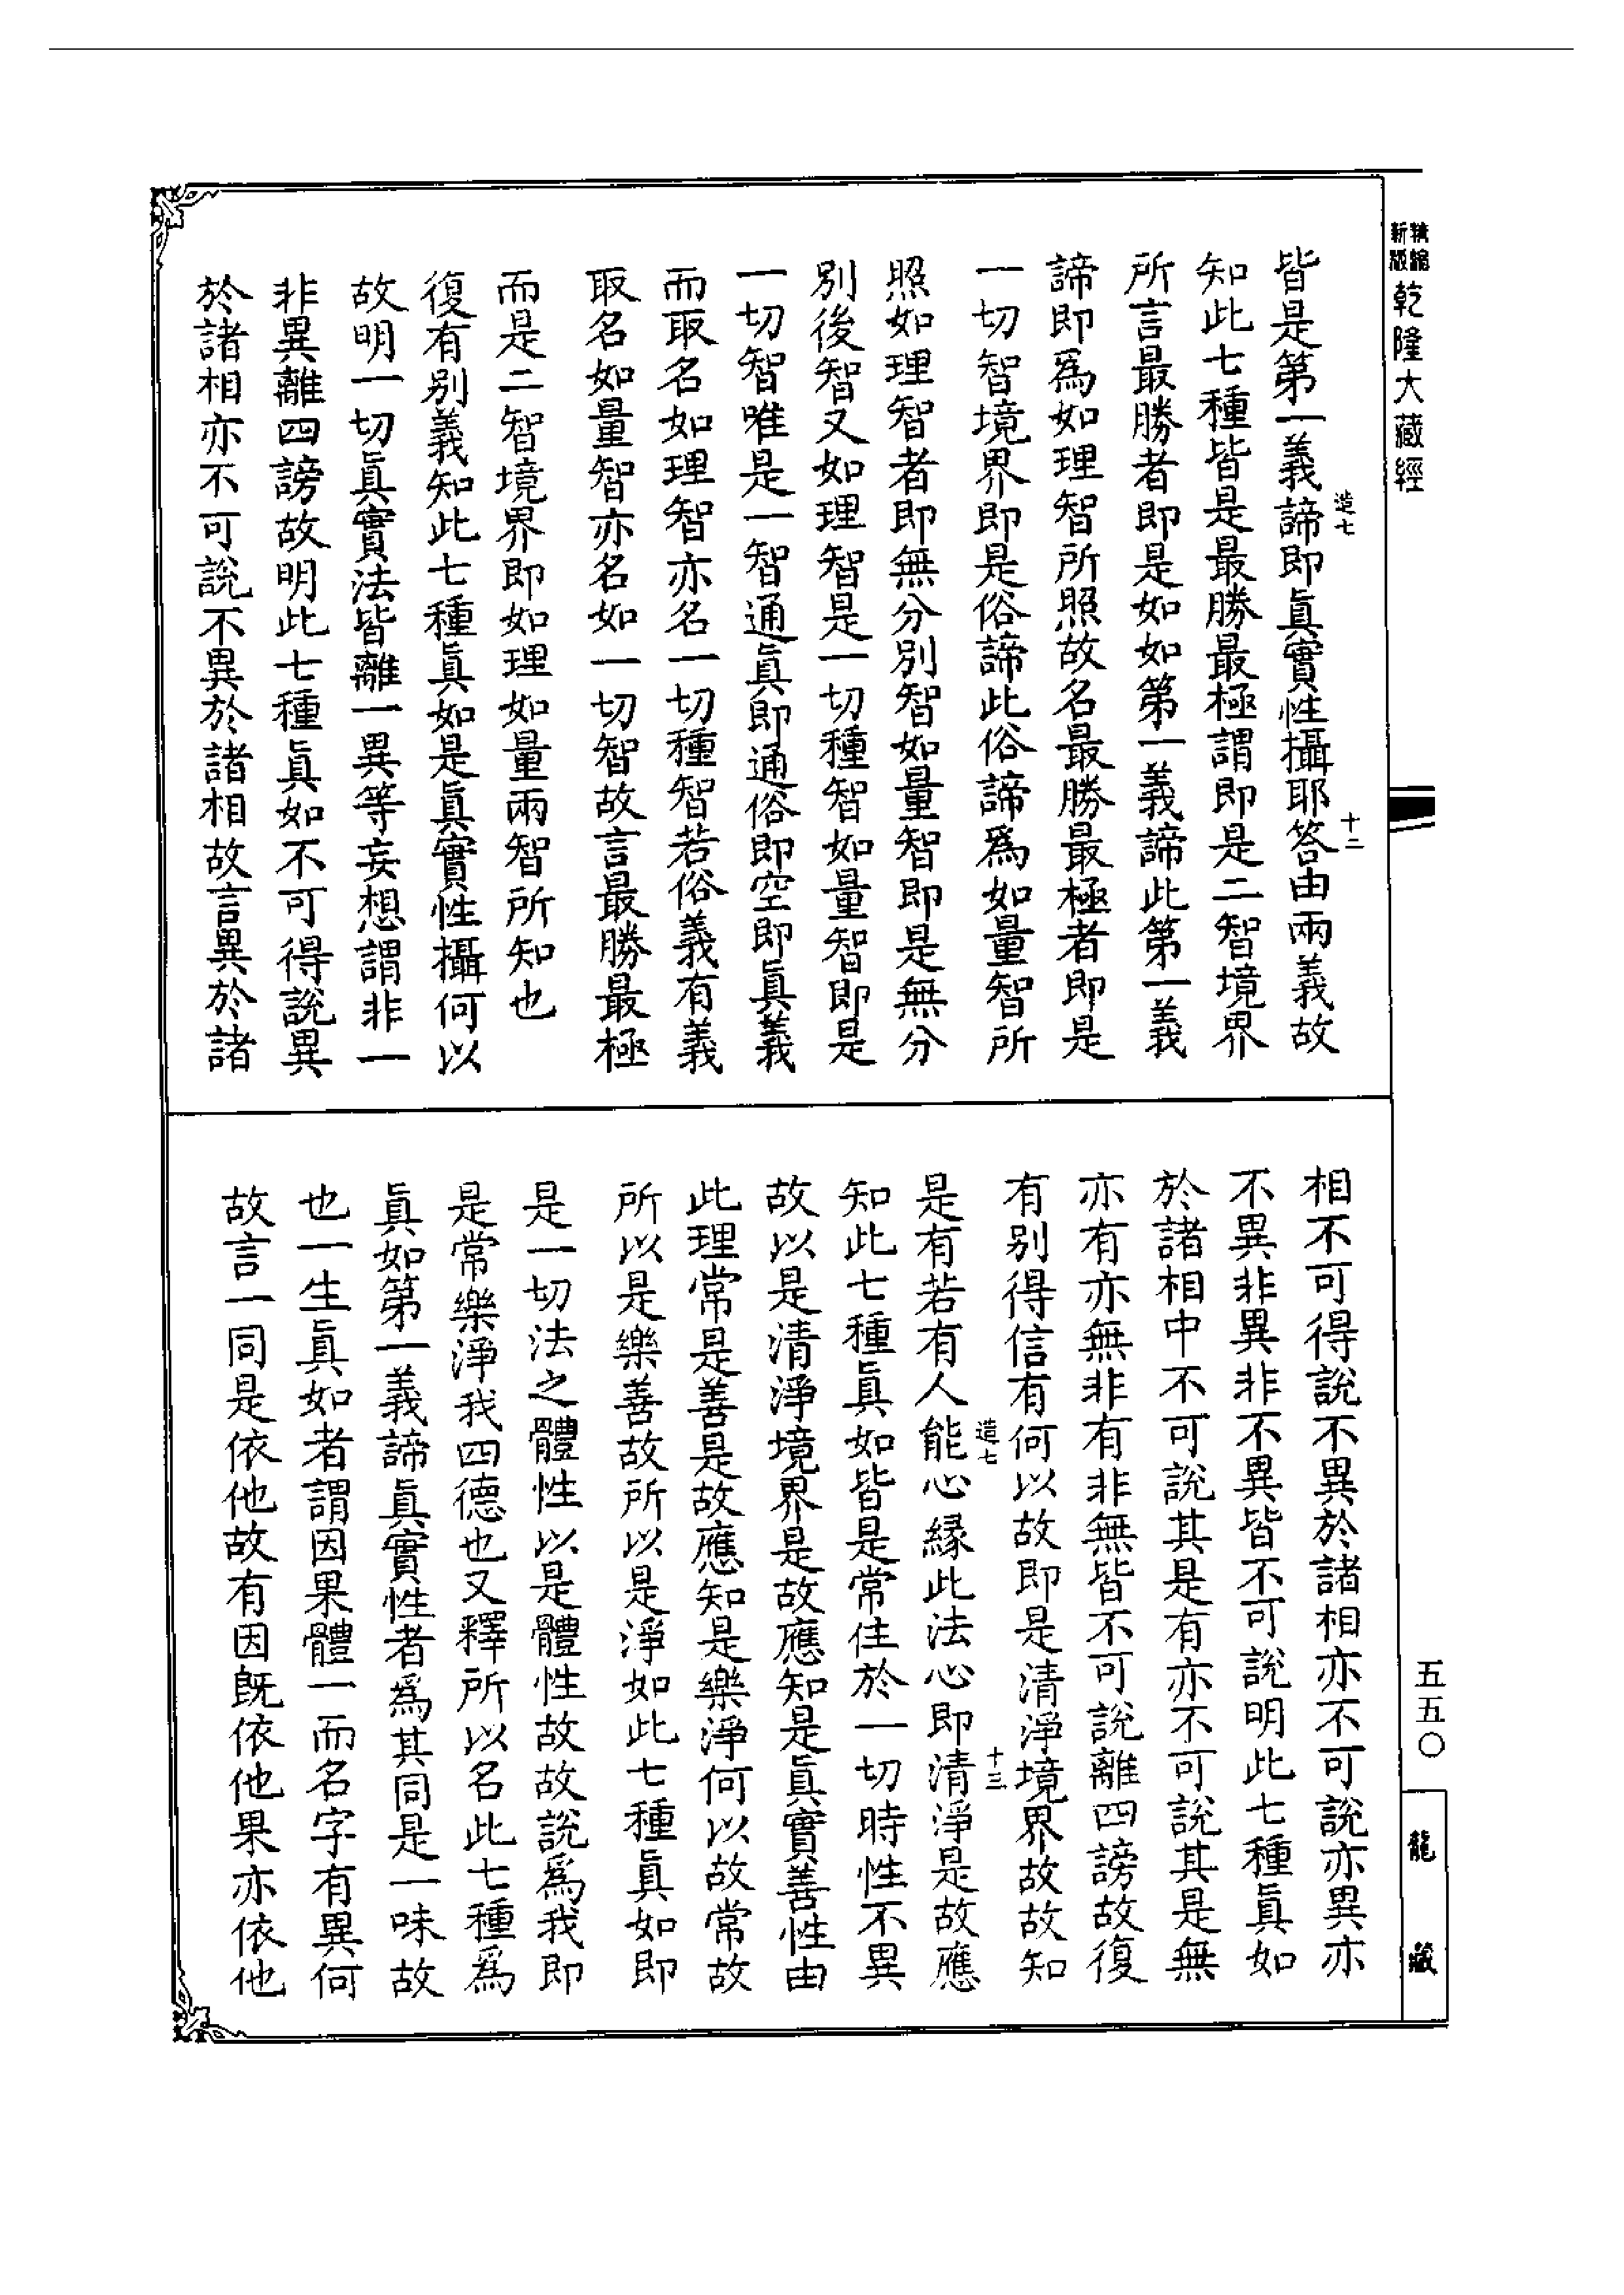 精縮
新版
乾隆大藏經
造七
十二
皆是第一義諦即眞實性攝耶答由兩義故
知此七種皆是最勝最極謂即是二智境界
所言最勝者即是如如第一義諦此第一義
諦即爲如理智所照故名最勝最極者即是
一切智境界即是俗諦此俗諦爲如量智所
照如理智者即無分別智如量智即是無分
別後智又如理智是一切種智如量智即是
一切智唯是一智通眞即通俗即空即眞義
而取名如理智亦名一切種智若俗義有義
取名如量智亦名如一切智故言最勝最極
而是二智境界即如理如量兩智所知也
復有別義知此七種眞如是眞實性攝何以
故明一切眞實法皆離一異等妄想謂非一
非異離四謗故明此七種眞如不可得說異
於諸相亦不可說不異於諸相故言異於諸
相不可得說不異於諸相亦不可說亦異亦
不異非異非不異皆不可說明此七種眞如
於諸相中不可說其是有亦不可說其是無
亦有亦無非有非無皆不可說離四謗故復
有別得信有何以故即是清淨境界故故知
造七
十三
是有若有人能心緣此法心即清淨是故應
知此七種眞如皆是常住於一切時性不異
故以是清淨境界是故應知是眞實善性由
此理常是善是故應知是樂淨何以故常故
所以是樂善故所以是淨如此七種眞如即
是一切法之體性以是體性故故說爲我即
是常樂淨我四德也又釋所以名此七種爲
眞如第一義諦眞實性者爲其同是一味故
也一生眞如者謂因果體一而名字有異何
故言一同是依他故有因既依他果亦依他
五五〇
龍藏